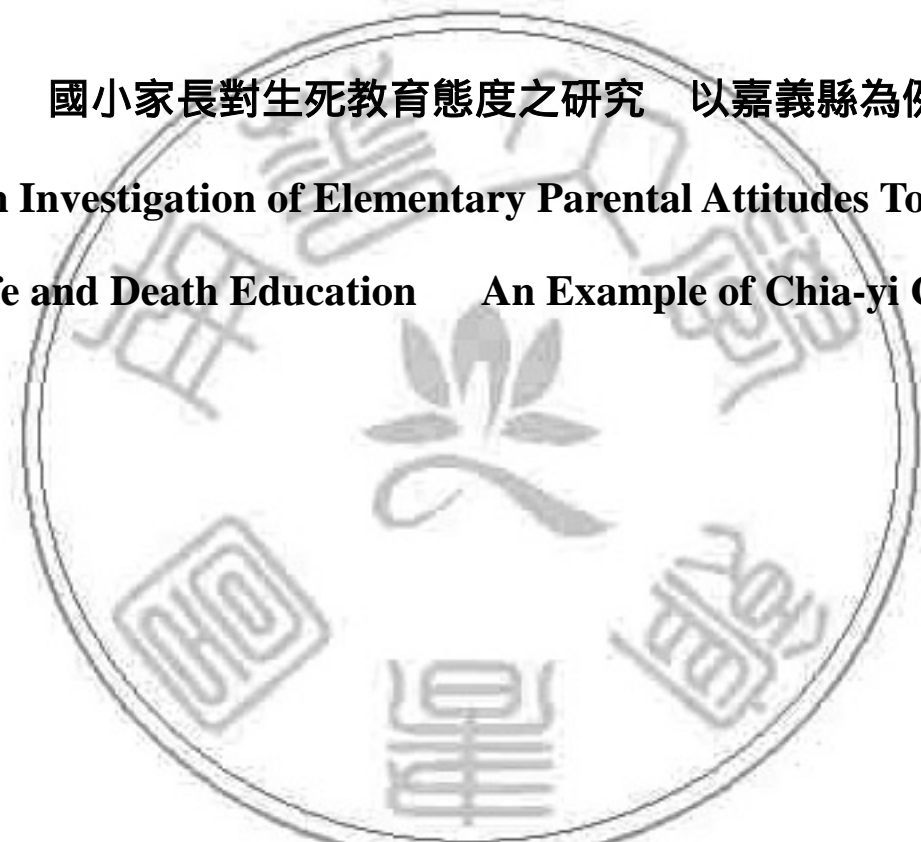 國小家長對生死教育態度之研究 以嘉義縣為例
n Investigation of Elementary Parental Attitudes To
fe and Death Education An Example of Chia-yi C